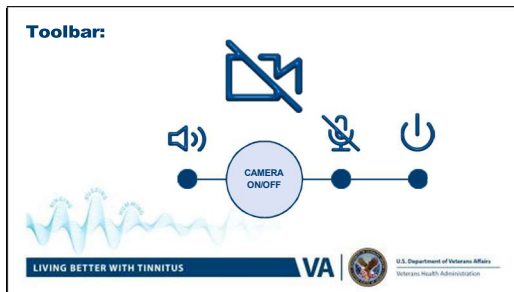 Toolbar:
CAMERA
ON/OFF
LIVING BETTER WITH TINNITUS
VA
U.S. Department of Veterans Affairs
Veterans Health Administration